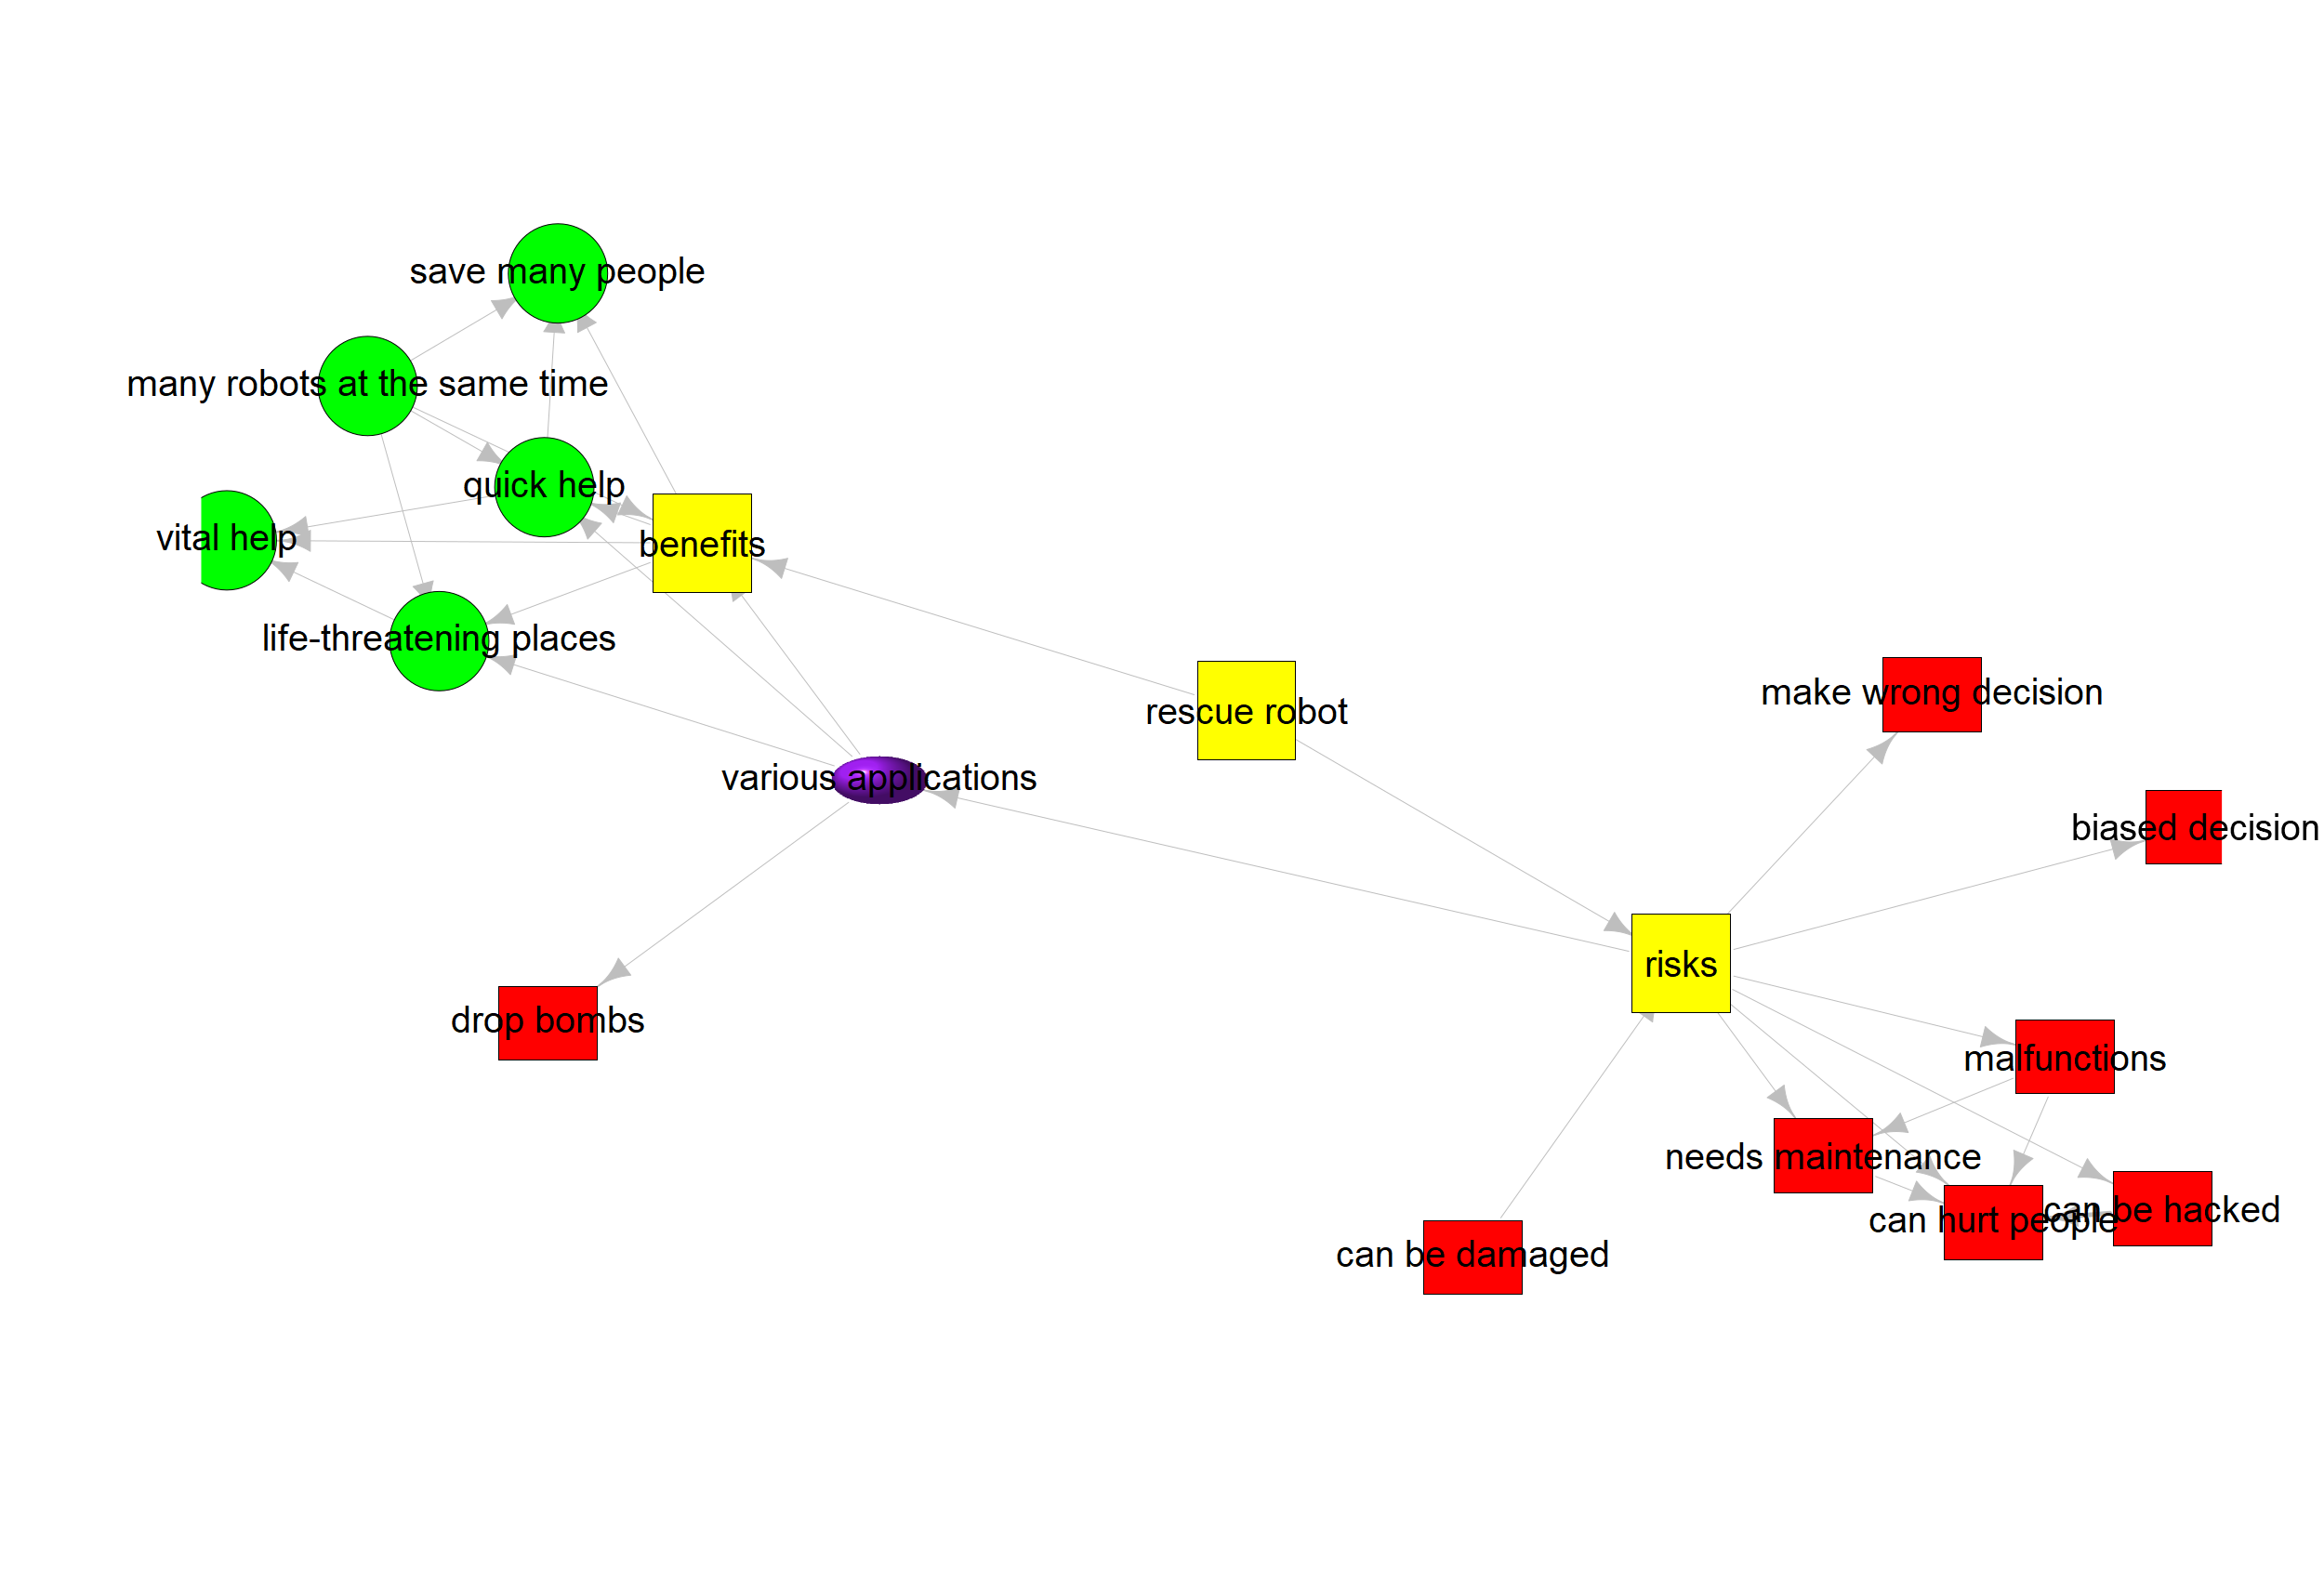 save many people
many robots at the same time
quick help
vital help
benefits
life-threatening places
rescue robot
make wrong decision
various applications
biased decision
risks
drop bombs
malfunctions
needs maintenance
can be hacked
can hurt people
can be damaged